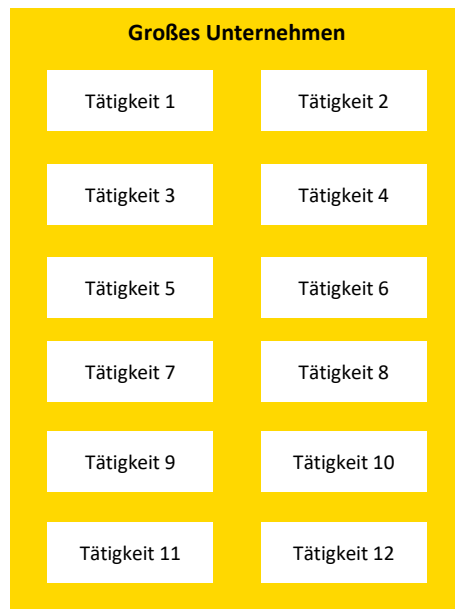 Großes Unternehmen
Tätigkeit 1
Tätigkeit 2
Tätigkeit 3
Tätigkeit 4
Tätigkeit 5
Tätigkeit 6
Tätigkeit 7
Tätigkeit 8
Tätigkeit 9
Tätigkeit 10
Tätigkeit 11
Tätigkeit 12